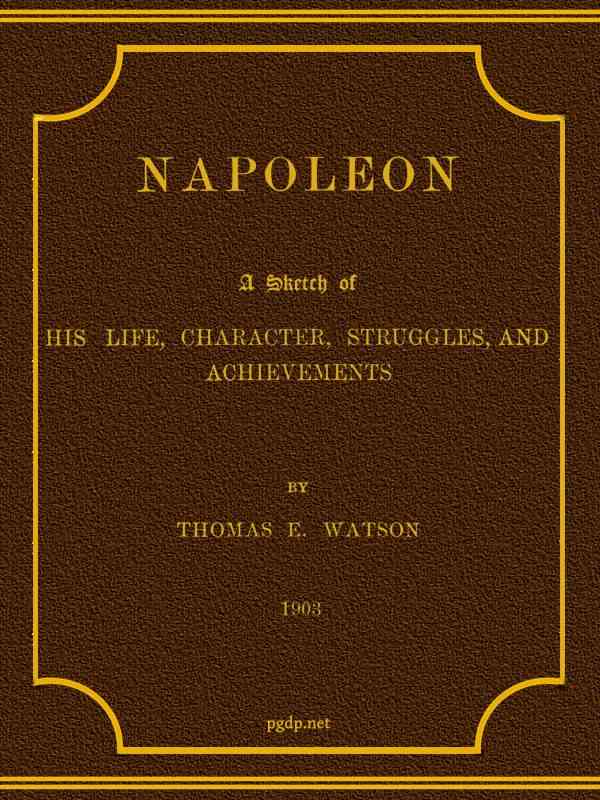 NAPOLEON
A Sketch of
HIS LIFE, CHARACTER, STRUGGLES, AND
ACHIEVEMENTS
BY
THOMAS E. WATSON
1903
pgdp.net